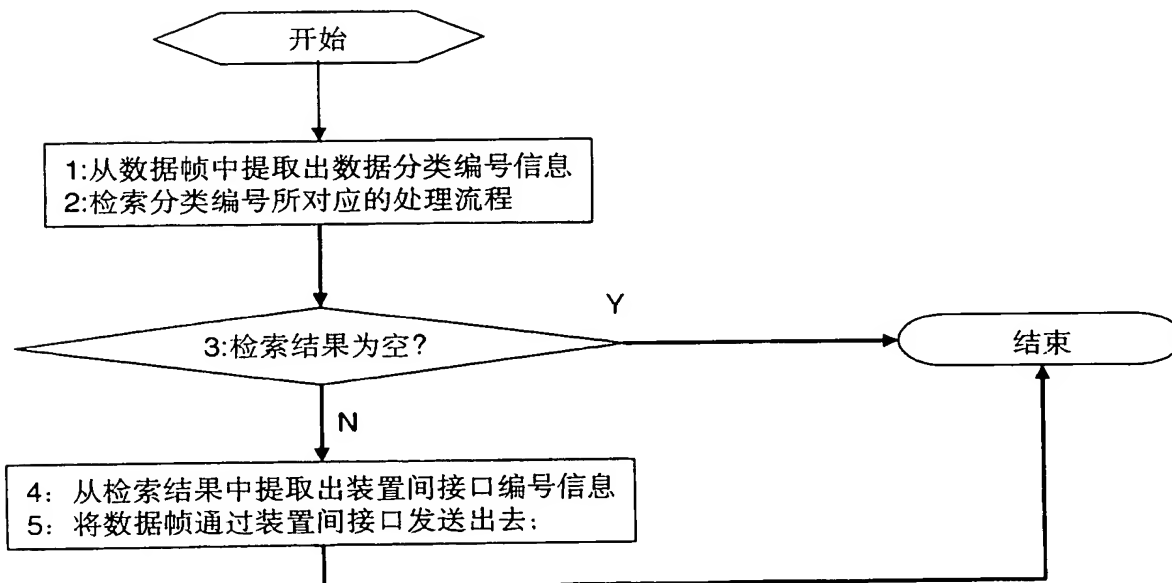 开始
1:从数据帧中提取出数据分类编号信息
2:检索分类编号所对应的处理流程
Y
3:检索结果为空?
结束
N
4: 从检索结果中提取出装置间接口编号信息
5: 将数据帧通过装置间接口发送出去;